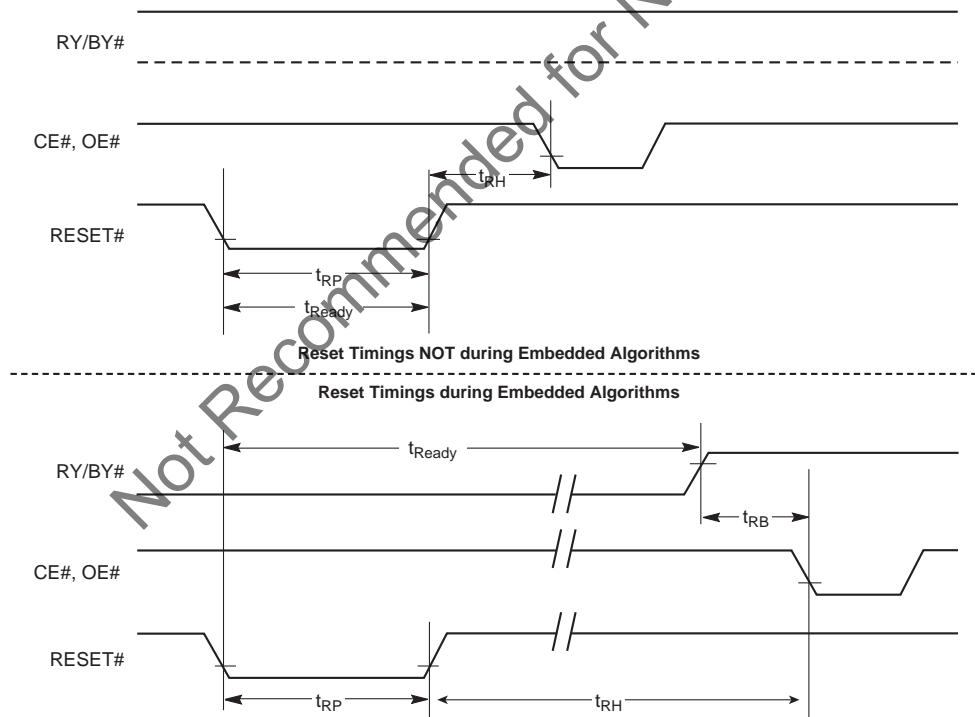 RY/BY#
CE#, OE#
tRH
RESET#
tRP
tReady
Reset Timings NOT during Embedded Algorithms
Reset Timings during Embedded Algorithms
tReady
RY/BY#
tRB
CE#, OE#
RESET#
tRP
tRH
Not Recommended for